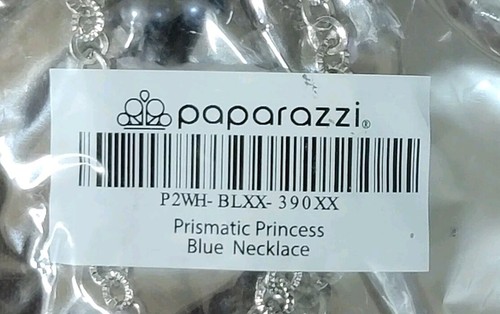 paparazzi®
P2WH-BLXX-390XX
Prismatic Princess
Blue Necklace